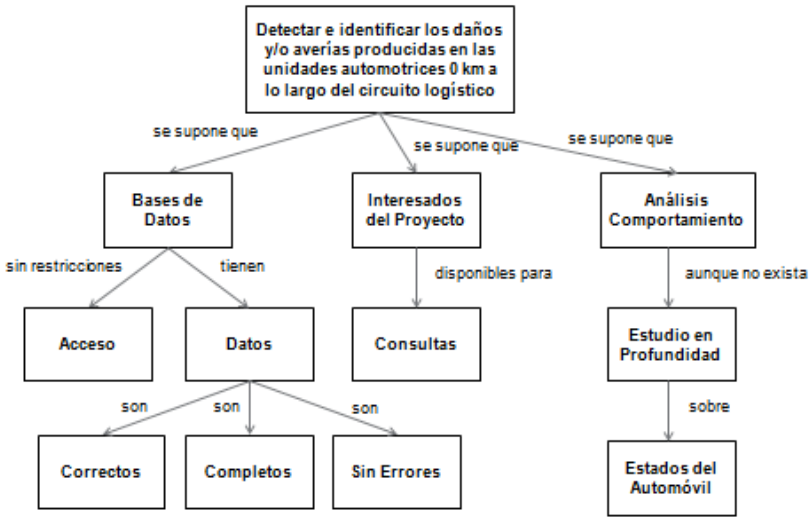 Detectar e identificar los daños
y/o averías producidas en las
unidades automotrices 0 km a
lo largo del circuito logístico
se supone que
se supone que
se supone que
Bases de
Datos
Interesados
del Proyecto
Análisis
Comportamiento
sin restricciones
tienen
disponibles para
aunque no exista
Acceso
Datos
Consultas
Estudio en
Profundidad
son
son
son
sobre
Correctos
Completos
Sin Errores
Estados del
Automóvil